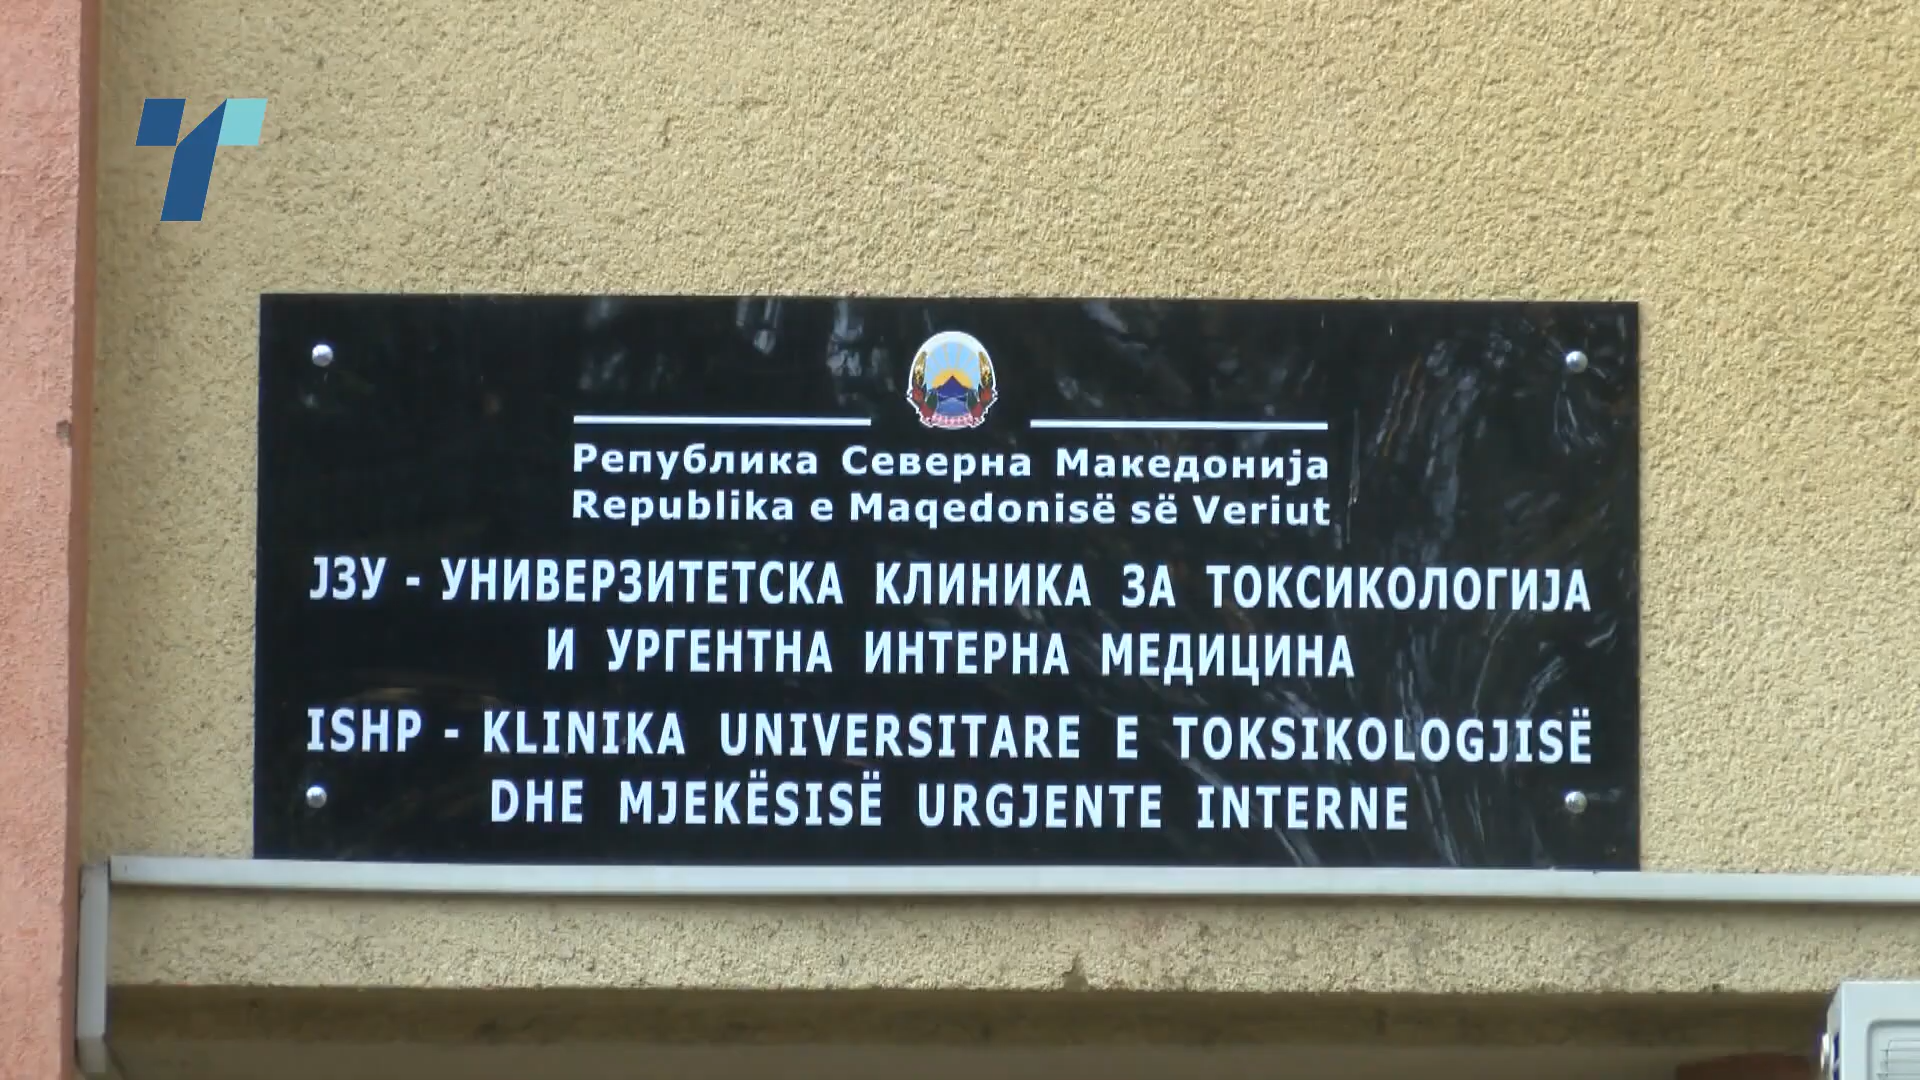 Република Северна Македонија
Republika e Maqedonisë së Veriut
ЈЗУ - УНИВЕРЗИТЕТСКА КЛИНИКА ЗА ТОКСИКОЛОГИЈА
И УРГЕНТНА ИНТЕРНА МЕДИЦИНА
ISHP - KLINIKA UNIVERSITARE E TOKSIKOLOGJISË
DHE MJEKËSISË URGJENTE INTERNE